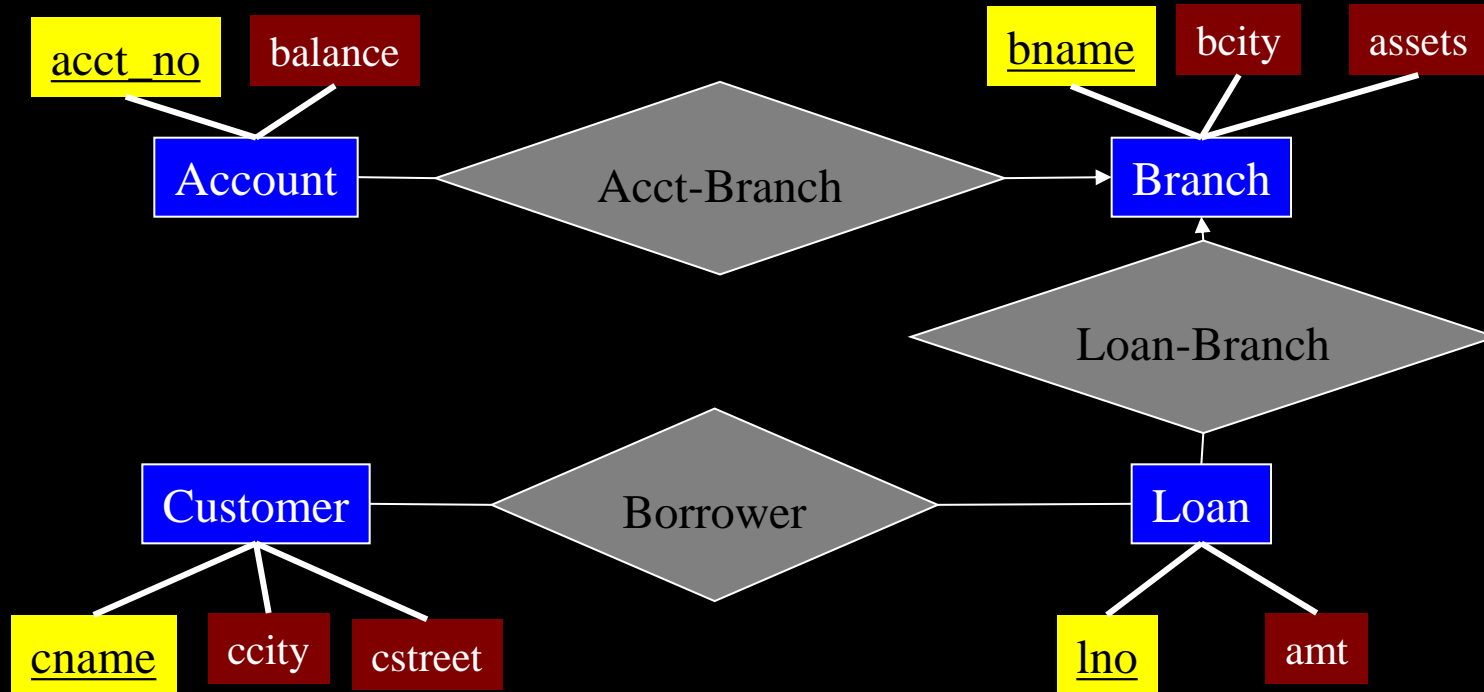 acct_no
balance
bname
bcity
assets
Account
Acct-Branch
Branch
Loan-Branch
Customer
Borrower
Loan
cname
ccity
cstreet
lno
amt